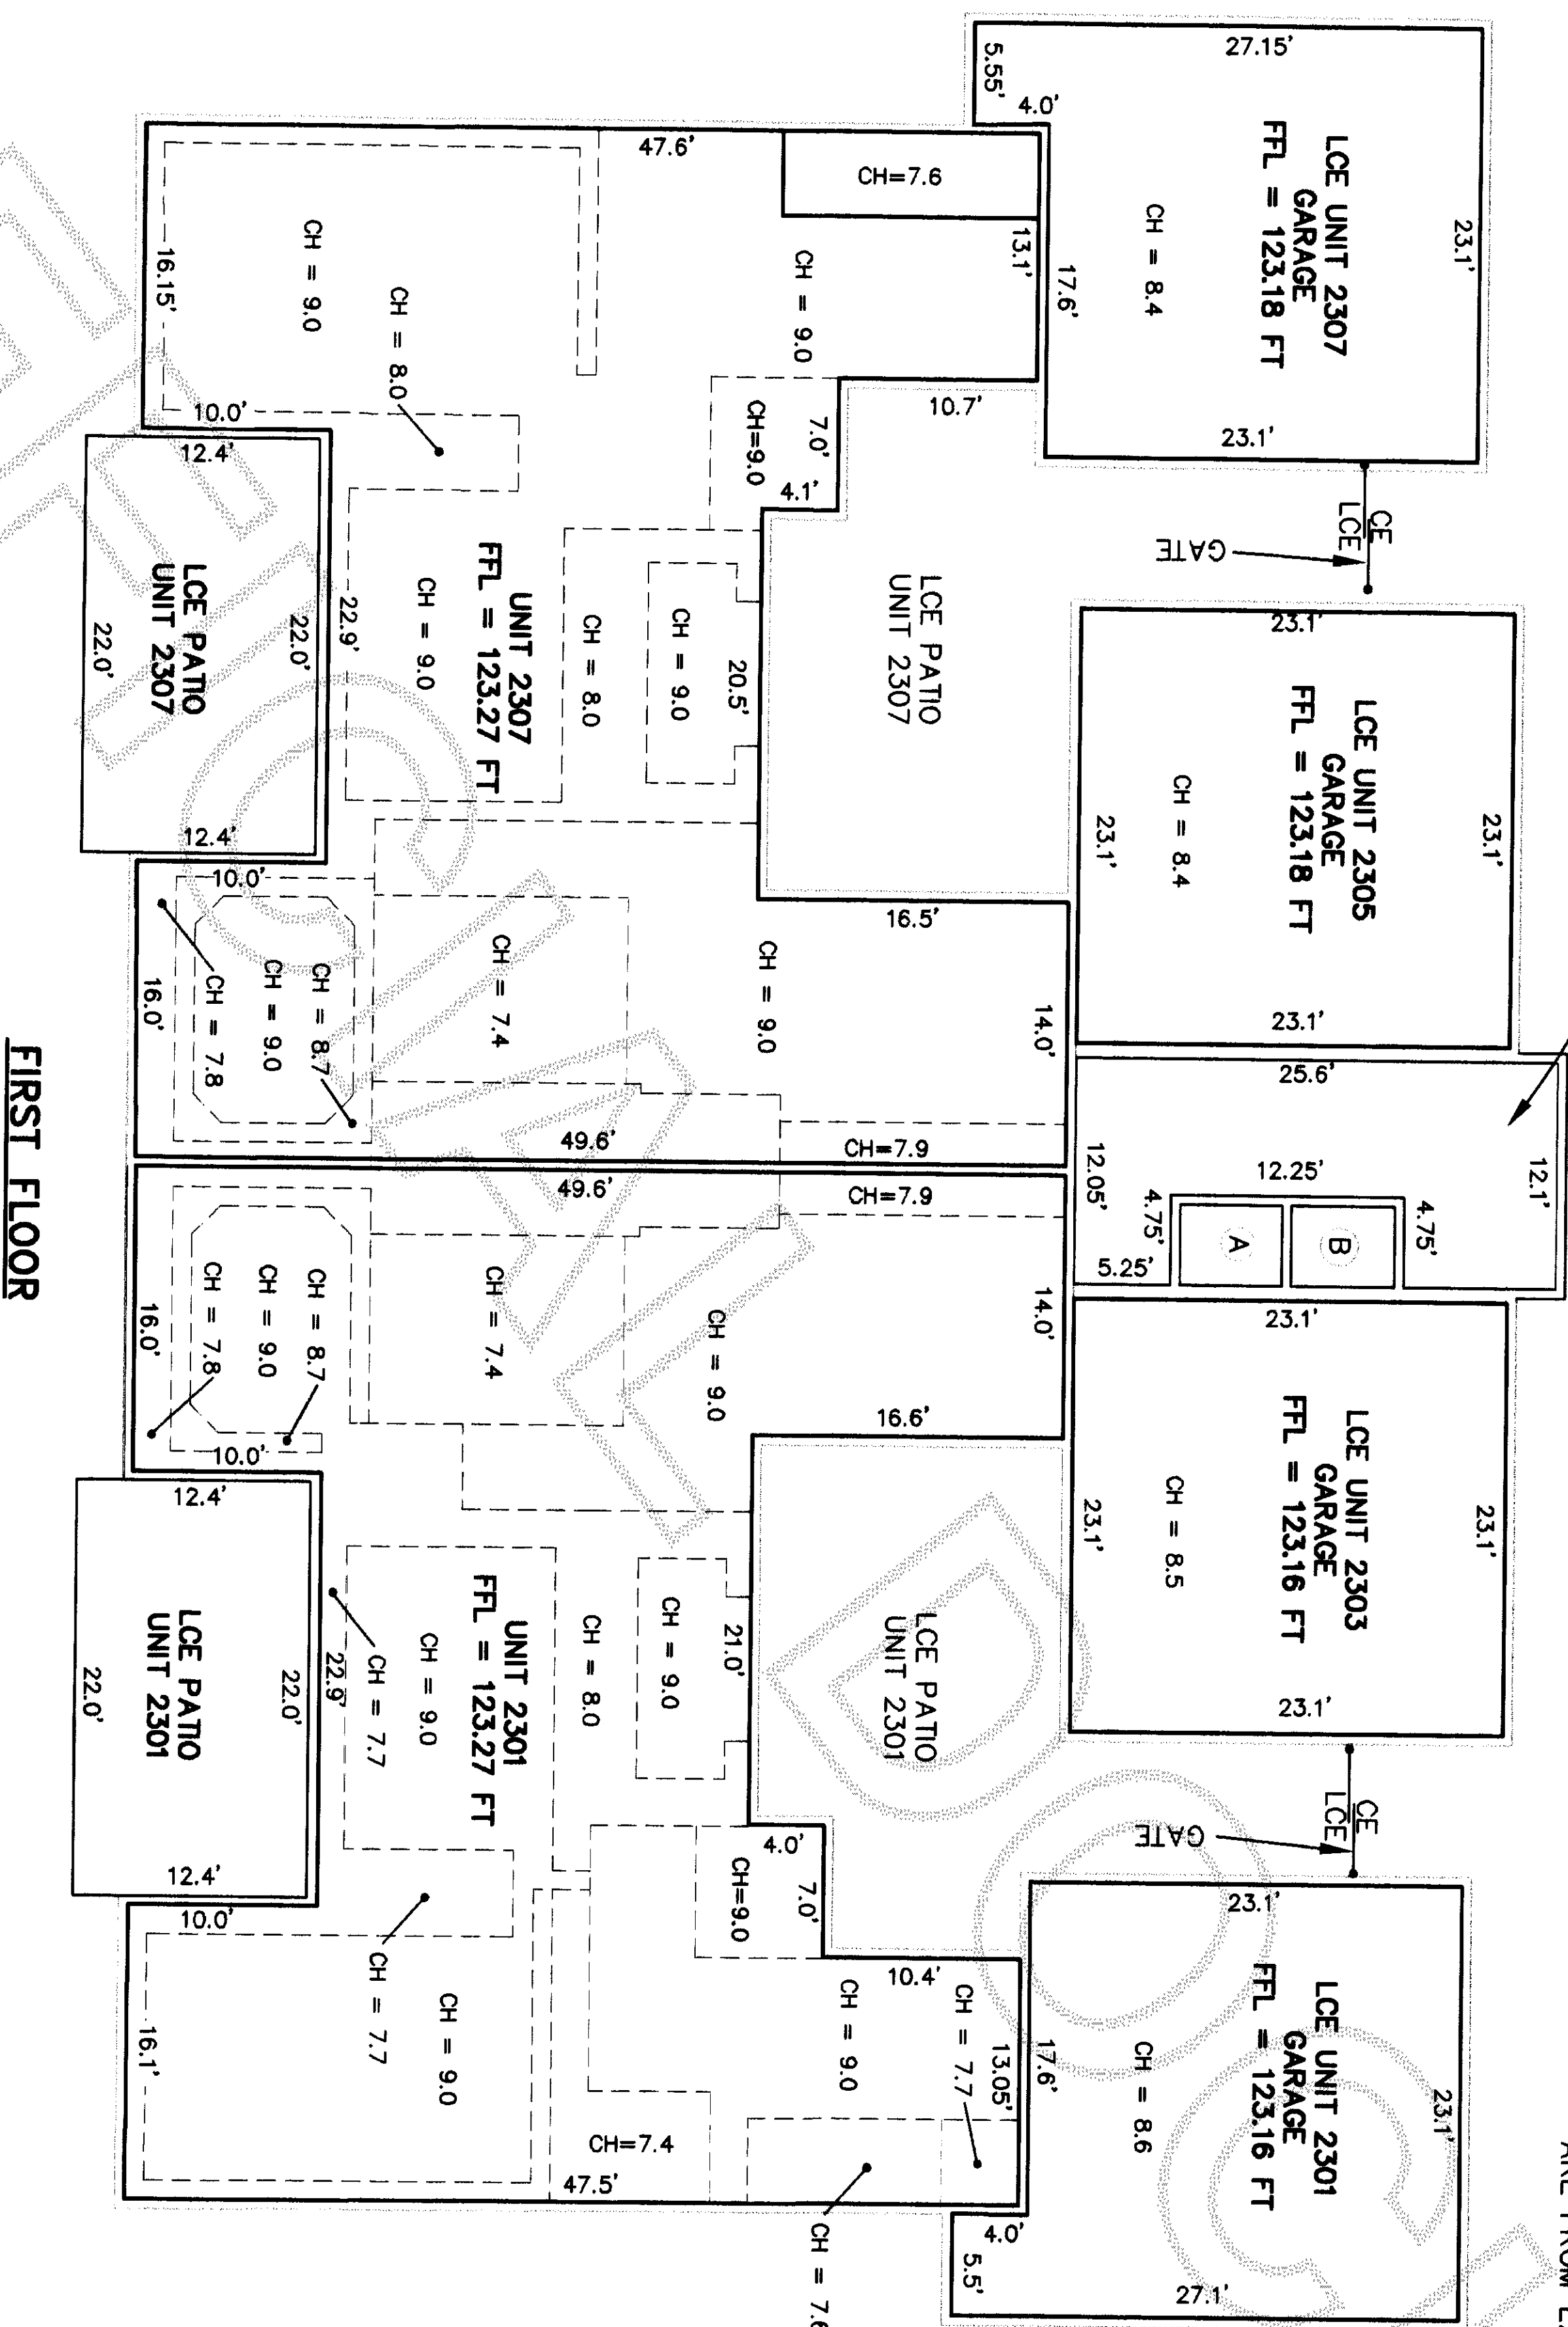 27.15'
5.55'
4.0'
LCE UNIT 2307
GARAGE
FFL = 123.18 FT
23.1'
CH = 8.4
17.6'
23.1'
47.6'
CH=7.6
13.1'
CH = 9.0
CH = 9.0
16.15'
CH = 8.0
10.0'
CH=9.0
7.0'
4.1'
10.7'
CE
LCE
GATE
12.4'
LCE PATIO
UNIT 2307
22.0'
22.0'
12.4'
22.9'
CH = 9.0
UNIT 2307
FFL = 123.27 FT
CH = 8.0
CH = 9.0
20.5'
LCE PATIO
UNIT 2307
23.1'
LCE UNIT 2305
GARAGE
FFL = 123.18 FT
23.1'
CH = 8.4
23.1'
23.1'
10.0'
16.0'
CH = 7.8
CH = 9.0
CH = 8.7
CH = 7.4
CH = 9.0
16.5'
14.0'
49.6'
CH=7.9
25.6'
12.1'
12.05'
12.25'
4.75'
4.75'
5.25'
A
B
49.6'
CH=7.9
16.0'
CH = 7.8
CH = 9.0
CH = 8.7
10.0'
CH = 7.4
CH = 9.0
16.6'
14.0'
23.1'
LCE UNIT 2303
GARAGE
FFL = 123.16 FT
23.1'
CH = 8.5
23.1'
23.1'
12.4'
LCE PATIO
UNIT 2301
22.0'
22.0'
12.4'
22.9'
CH = 7.7
CH = 9.0
UNIT 2301
FFL = 123.27 FT
CH = 8.0
CH = 9.0
21.0'
LCE PATIO
UNIT 2301
CE
LCE
GATE
4.0'
7.0'
CH=9.0
10.0'
CH = 7.7
CH = 9.0
16.1'
10.4'
CH = 9.0
CH = 7.7
13.05'
CH=7.4
47.5'
CH = 7.6
23.1'
LCE UNIT 2301
GARAGE
FFL = 123.16 FT
23.1'
CH = 8.6
17.6'
4.0'
5.5'
27.1'
FIRST FLOOR